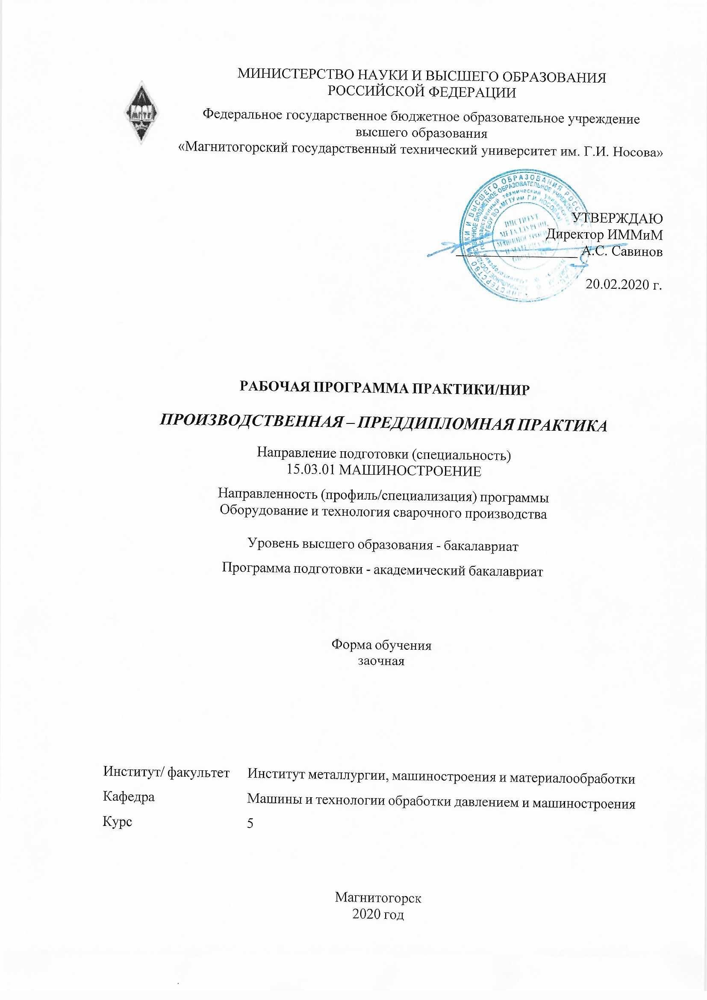 МИНИСТЕРСТВО НАУКИ И ВЫСШЕГО ОБРАЗОВАНИЯ
РОССИЙСКОЙ ФЕДЕРАЦИИ
Федеральное государственное бюджетное образовательное учреждение
высшего образования
«Магнитогорский государственный технический университет им. Г.И. Носова»
УТВЕРЖДАЮ
Директор ИММиМ
А.С. Савинов
20.02.2020 г.
РАБОЧАЯ ПРОГРАММА ПРАКТИКИ/НИР
ПРОИЗВОДСТВЕННАЯ – ПРЕДДИПЛОМНАЯ ПРАКТИКА
Направление подготовки (специальность)
15.03.01 МАШИНОСТРОЕНИЕ
Направленность (профиль/специализация) программы
Оборудование и технология сварочного производства
Уровень высшего образования - бакалавриат
Программа подготовки - академический бакалавриат
Форма обучения
заочная
Институт/ факультет Институт металлургии, машиностроения и материалообработки
Кафедра Машины и технологии обработки давлением и машиностроения
Курс 5
Магнитогорск
2020 год